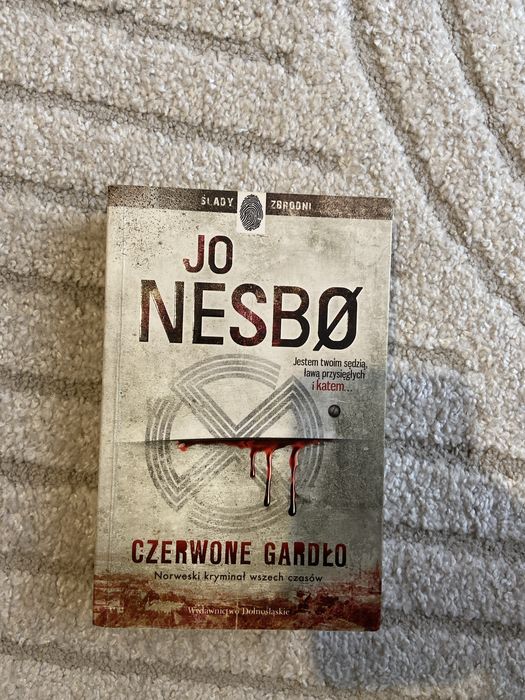 ŚLADY ZBRODNI
JO
NESBØ
Jestem twoim sędzią,
ławą przysięgłych
i katem...
CZERWONE GARDŁO
Norweski kryminał wszech czasów
Wydawnictwo Dolnośląskie